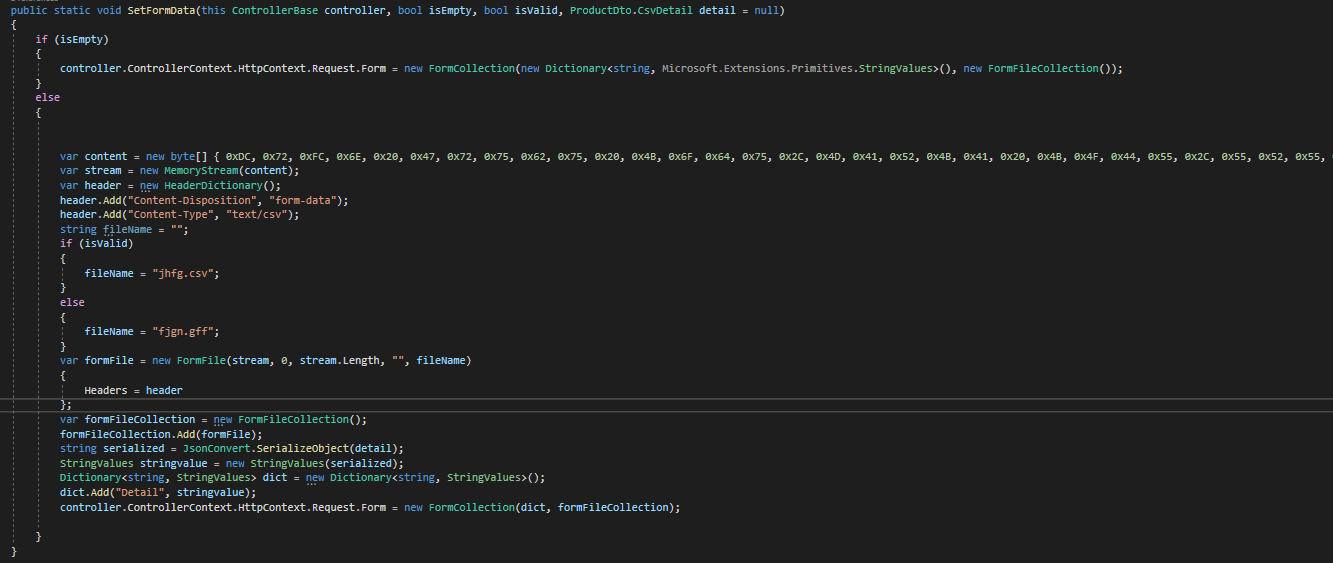 public static void SetFormData(this ControllerBase controller, bool isEmpty, bool isValid, ProductDto.CsvDetail detail = null)
{
if (isEmpty)
{
controller.ControllerContext.HttpContext.Request.Form = new FormCollection(new Dictionary<string, Microsoft.Extensions.Primitives.StringValues>(), new FormFileCollection());
}
else
{
var content = new byte[] { 0xDC, 0x72, 0xFC, 0x6E, 0x20, 0x47, 0x72, 0x75, 0x62, 0x75, 0x20, 0x4B, 0x6F, 0x64, 0x75, 0x2C, 0x4D, 0x41, 0x52, 0x4B, 0x41, 0x20, 0x4B, 0x4F, 0x44, 0x55, 0x2C, 0x55, 0x52, 0x55,
var stream = new MemoryStream(content);
var header = new HeaderDictionary();
header.Add("Content-Disposition", "form-data");
header.Add("Content-Type", "text/csv");
string fileName = "";
if (isValid)
{
fileName = "jhfg.csv";
}
else
{
fileName = "fjgn.gff";
}
var formFile = new FormFile(stream, 0, stream.Length, "", fileName)
{
Headers = header
};
var formFileCollection = new FormFileCollection();
formFileCollection.Add(formFile);
string serialized = JsonConvert.SerializeObject(detail);
StringValues stringvalue = new StringValues(serialized);
Dictionary<string, StringValues> dict = new Dictionary<string, StringValues>();
dict.Add("Detail", stringvalue);
controller.ControllerContext.HttpContext.Request.Form = new FormCollection(dict, formFileCollection);
}
}